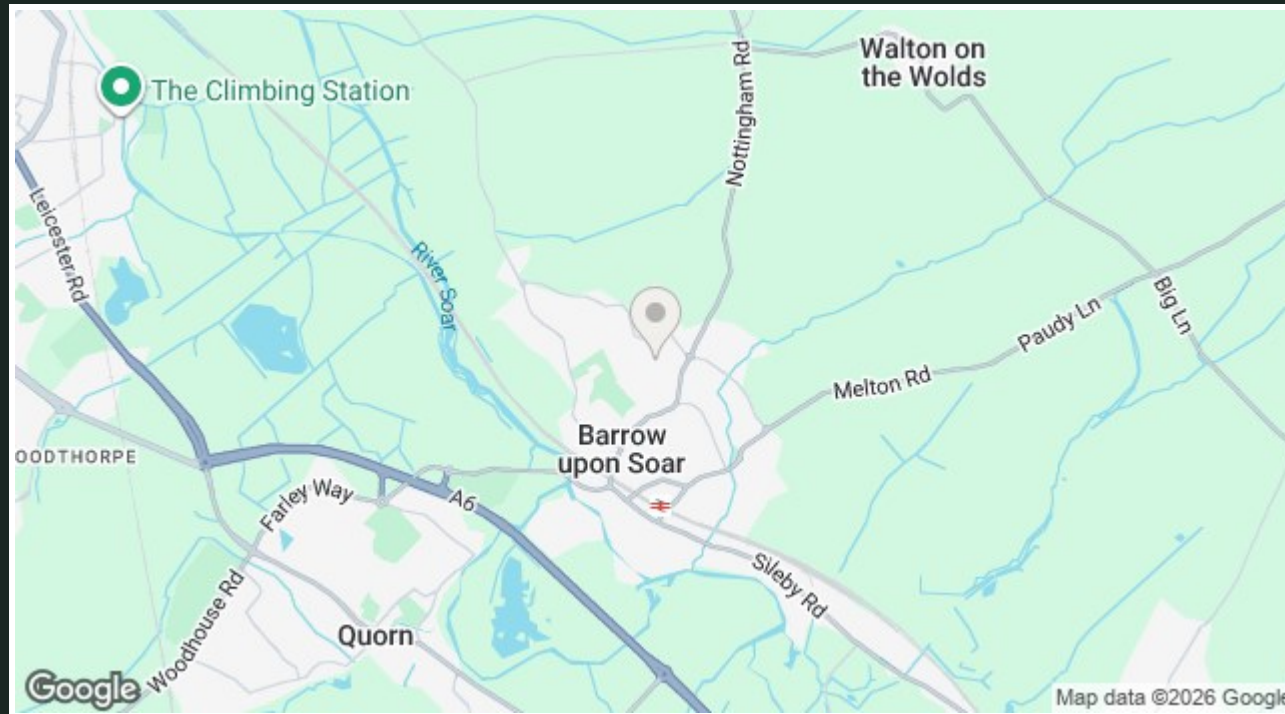 Walton on
the Wolds
The Climbing Station
Nottingham Rd
Leicester Rd
River Soar
Big Ln
Paudy Ln
Melton Rd
Barrow
upon Soar
OODTHORPE
Farley Way
A6
Sileby Rd
Woodhouse Rd
Quorn
Google
Map data ©2026 Google